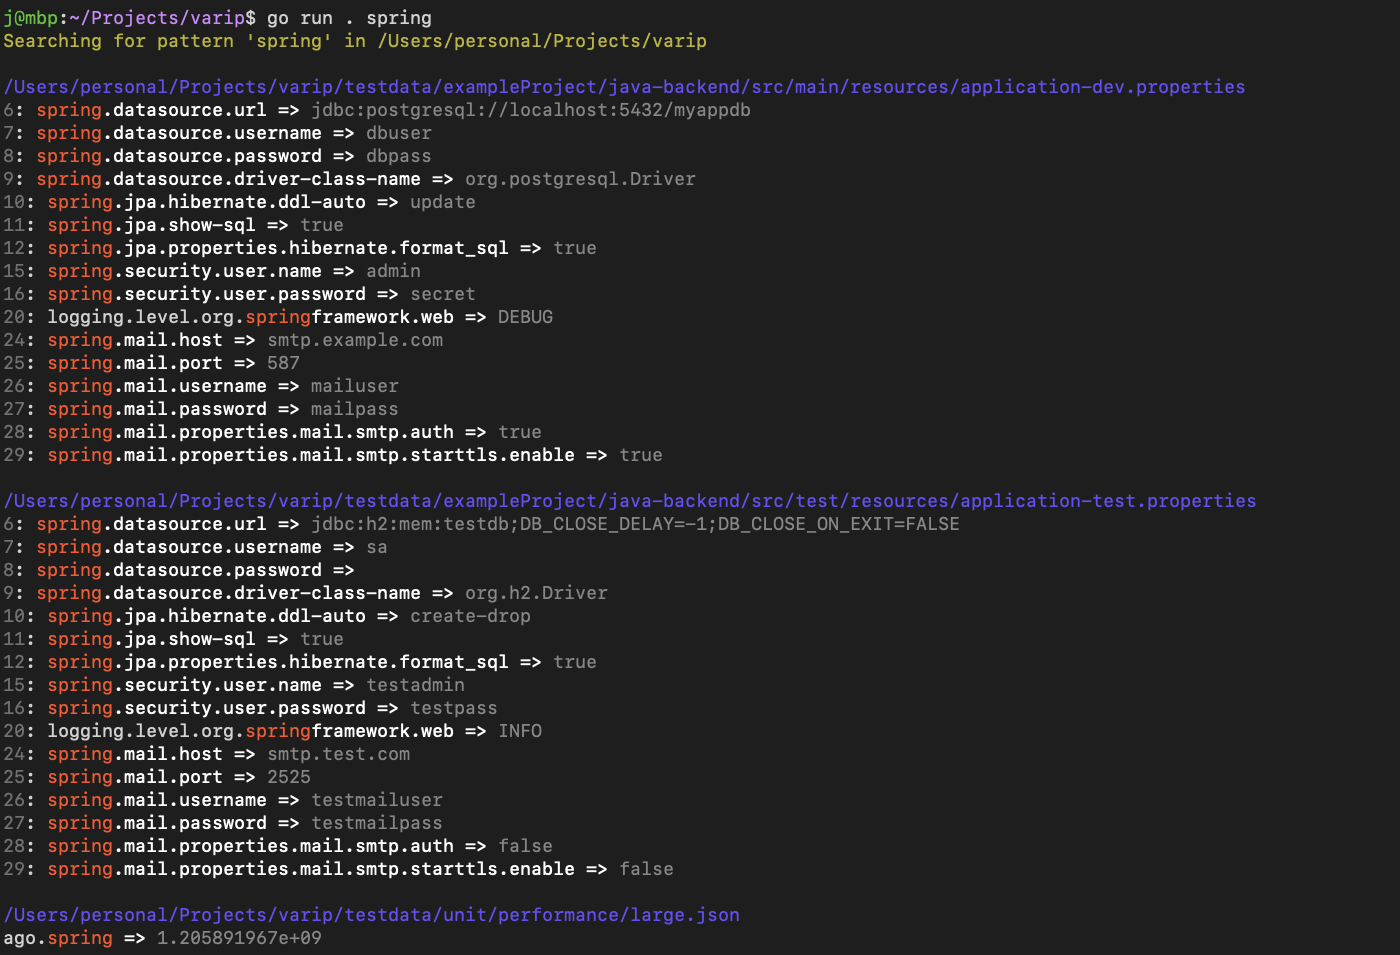 j@mbp:~/Projects/varip$ go run . spring
Searching for pattern 'spring' in /Users/personal/Projects/varip
/Users/personal/Projects/varip/testdata/exampleProject/java-backend/src/main/resources/application-dev.properties
6: spring.datasource.url => jdbc:postgresql://localhost:5432/myappdb
7: spring.datasource.username => dbuser
8: spring.datasource.password => dbpass
9: spring.datasource.driver-class-name => org.postgresql.Driver
10: spring.jpa.hibernate.ddl-auto => update
11: spring.jpa.show-sql => true
12: spring.jpa.properties.hibernate.format_sql => true
15: spring.security.user.name => admin
16: spring.security.user.password => secret
20: logging.level.org.springframework.web => DEBUG
24: spring.mail.host => smtp.example.com
25: spring.mail.port => 587
26: spring.mail.username => mailuser
27: spring.mail.password => mailpass
28: spring.mail.properties.mail.smtp.auth => true
29: spring.mail.properties.mail.smtp.starttls.enable => true
/Users/personal/Projects/varip/testdata/exampleProject/java-backend/src/test/resources/application-test.properties
6: spring.datasource.url => jdbc:h2:mem:testdb;DB_CLOSE_DELAY=-1;DB_CLOSE_ON_EXIT=FALSE
7: spring.datasource.username => sa
8: spring.datasource.password =>
9: spring.datasource.driver-class-name => org.h2.Driver
10: spring.jpa.hibernate.ddl-auto => create-drop
11: spring.jpa.show-sql => true
12: spring.jpa.properties.hibernate.format_sql => true
15: spring.security.user.name => testadmin
16: spring.security.user.password => testpass
20: logging.level.org.springframework.web => INFO
24: spring.mail.host => smtp.test.com
25: spring.mail.port => 2525
26: spring.mail.username => testmailuser
27: spring.mail.password => testmailpass
28: spring.mail.properties.mail.smtp.auth => false
29: spring.mail.properties.mail.smtp.starttls.enable => false
/Users/personal/Projects/varip/testdata/unit/performance/large.json
ago.spring => 1.205891967e+09